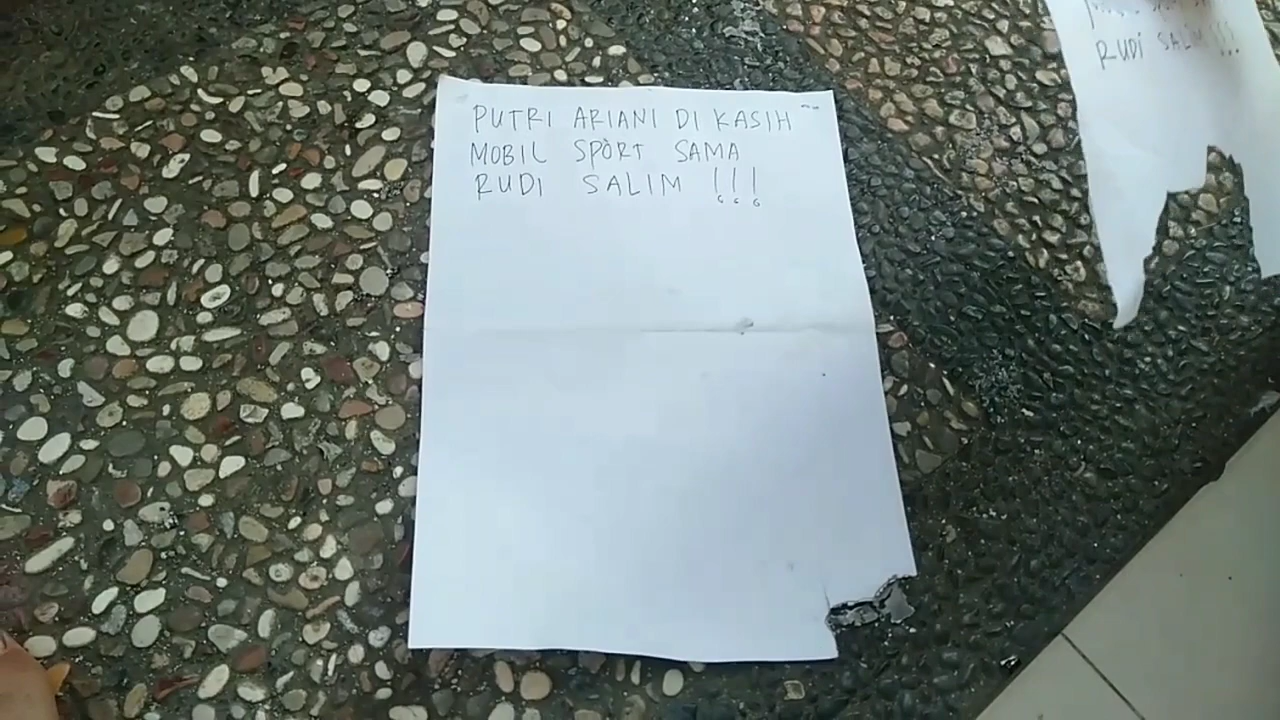 PUTRI ARIANI DI KASIH
MOBIL SPORT SAMA
RUDI SALIM !!!
RUDI SALIM !!!